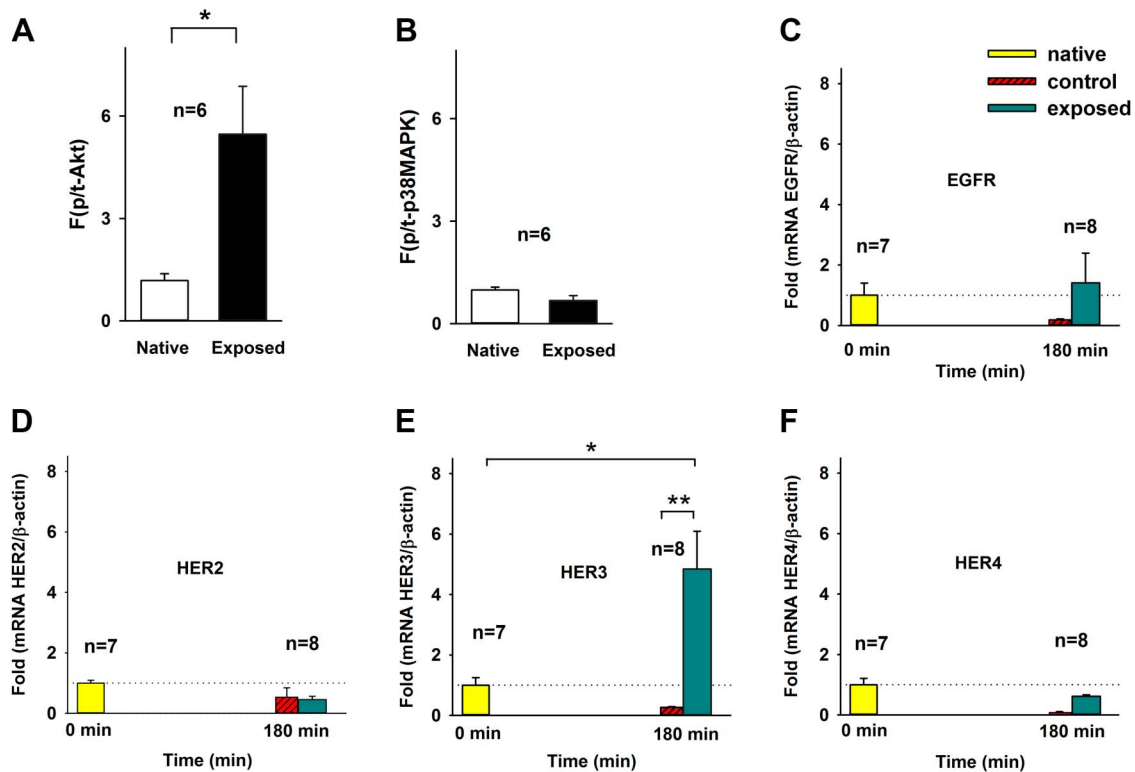 A
*
n=6
F(p/t-Akt)
6
3
0
Native
Exposed
B
n=6
F(p/t-p38MAPK)
6
3
0
Native
Exposed
C
native
control
exposed
Fold (mRNA EGFR/β-actin)
8
6
4
2
0
EGFR
n=7
n=8
0 min
180 min
Time (min)
D
Fold (mRNA HER2/β-actin)
8
6
4
2
0
HER2
n=7
n=8
0 min
180 min
Time (min)
E
Fold (mRNA HER3/β-actin)
8
6
4
2
0
*
**
n=8
HER3
n=7
0 min
180 min
Time (min)
F
Fold (mRNA HER4/β-actin)
8
6
4
2
0
HER4
n=7
n=8
0 min
180 min
Time (min)